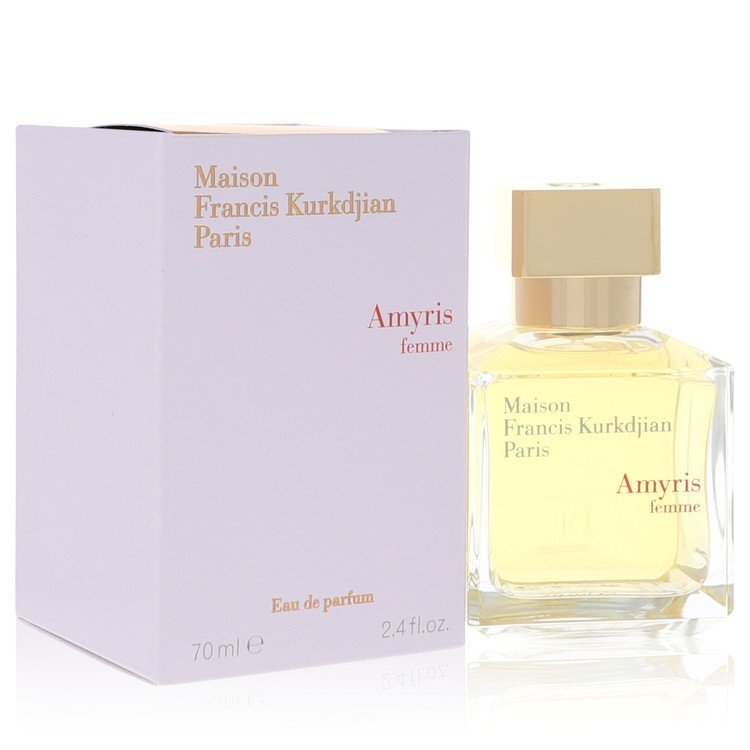 Maison
Francis Kurkdjian
Paris
Amyris
femme
Eau de parfum
70 ml e
2.4 fl.oz.
Maison
Francis Kurkdjian
Paris
Amyris
femme